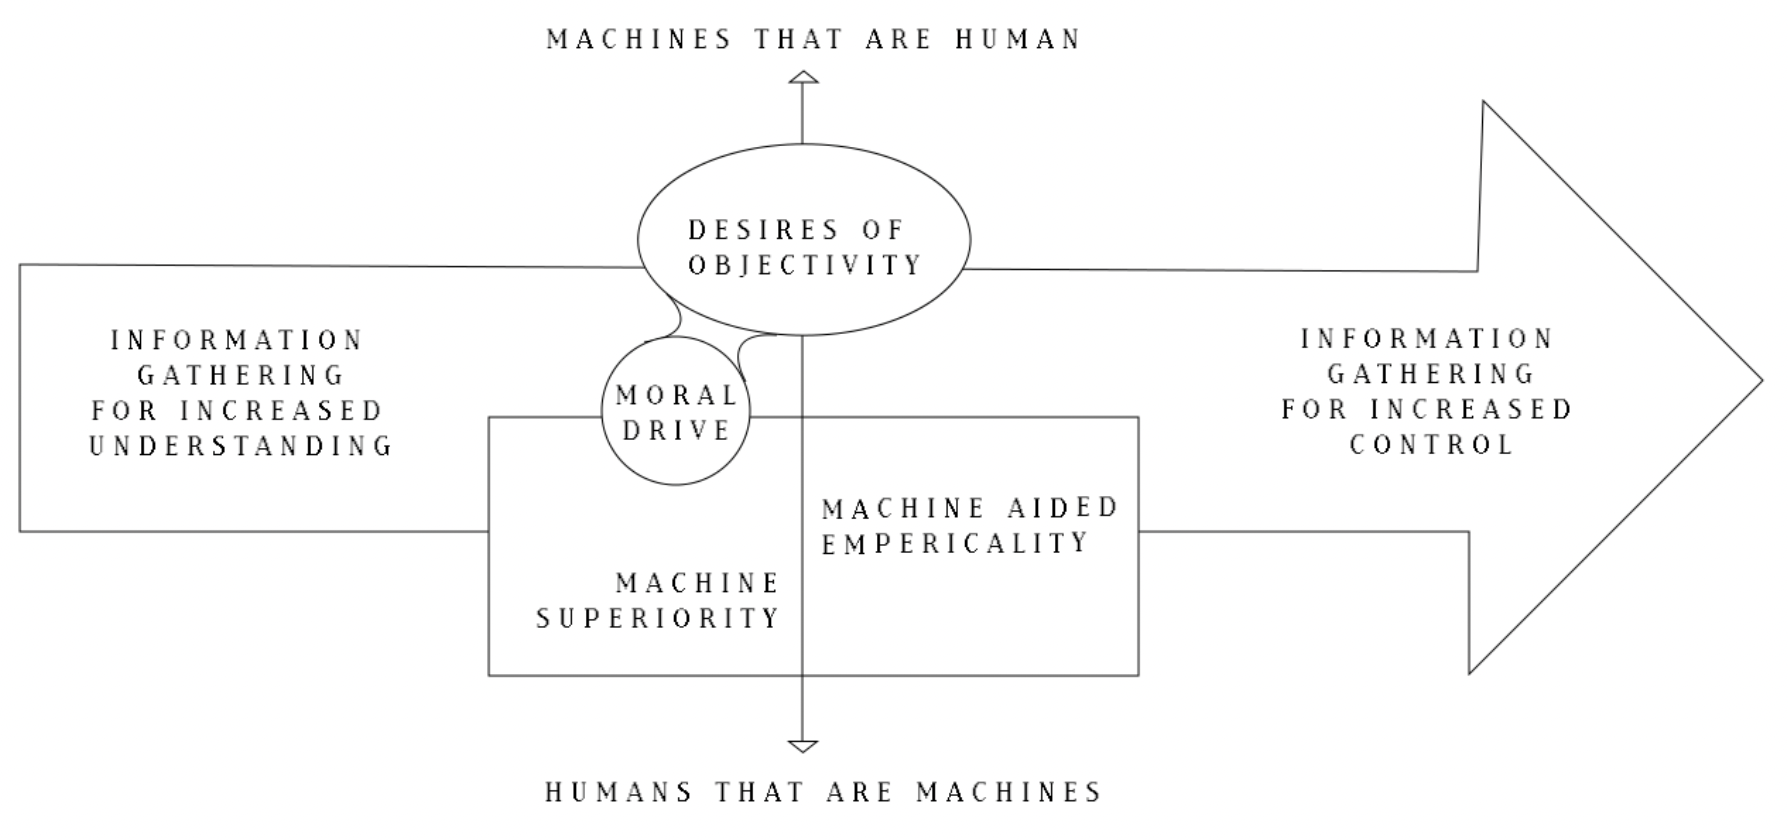 MACHINES THAT ARE HUMAN
DESIRES OF
OBJECTIVITY
INFORMATION
GATHERING
FOR INCREASED
UNDERSTANDING
MORAL
DRIVE
INFORMATION
GATHERING
FOR INCREASED
CONTROL
MACHINE AIDED
EMPERICALITY
MACHINE
SUPERIORITY
HUMANS THAT ARE MACHINES